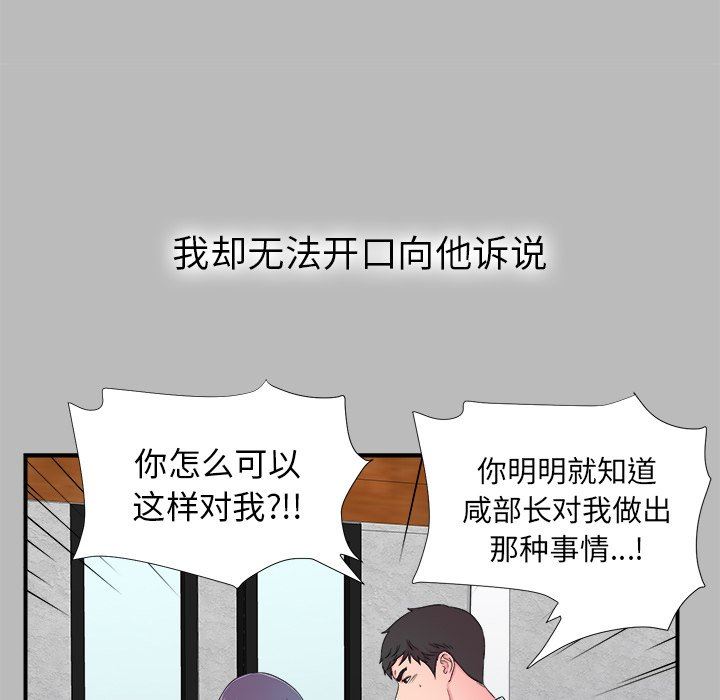 我却无法开口向他诉说
你怎么可以
这样对我?!!
你明明就知道
咸部长对我做出
那种事情...!